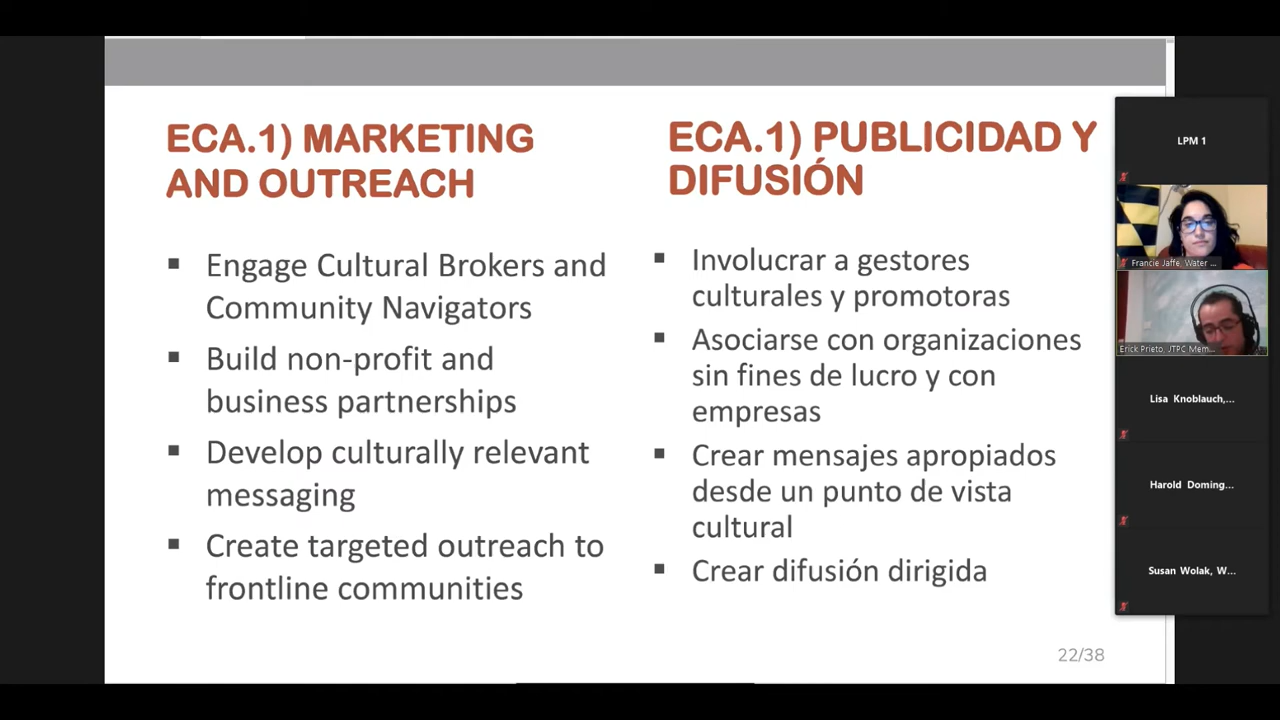 ECA.1) MARKETING
AND OUTREACH
Engage Cultural Brokers and
Community Navigators
Build non-profit and
business partnerships
Develop culturally relevant
messaging
Create targeted outreach to
frontline communities
ECA.1) PUBLICIDAD Y
DIFUSIÓN
Involucrar a gestores
culturales y promotoras
Asociarse con organizaciones
sin fines de lucro y con
empresas
Crear mensajes apropiados
desde un punto de vista
cultural
Crear difusión dirigida
22/38
LPM 1
Francie Jaffe, Water ...
Erick Prieto, JTPC Mem...
Lisa Knoblauch,...
Harold Doming...
Susan Wolak, W...